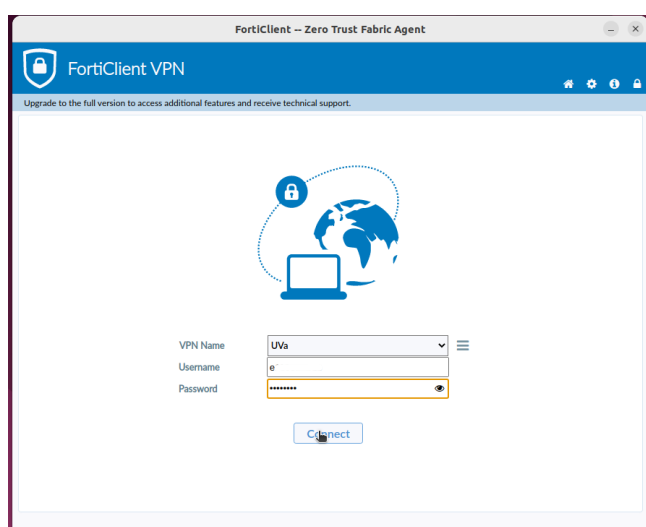 FortiClient -- Zero Trust Fabric Agent
FortiClient VPN
Upgrade to the full version to access additional features and receive technical support.
VPN Name
UVa
Username
e
Password
••••••••
Connect